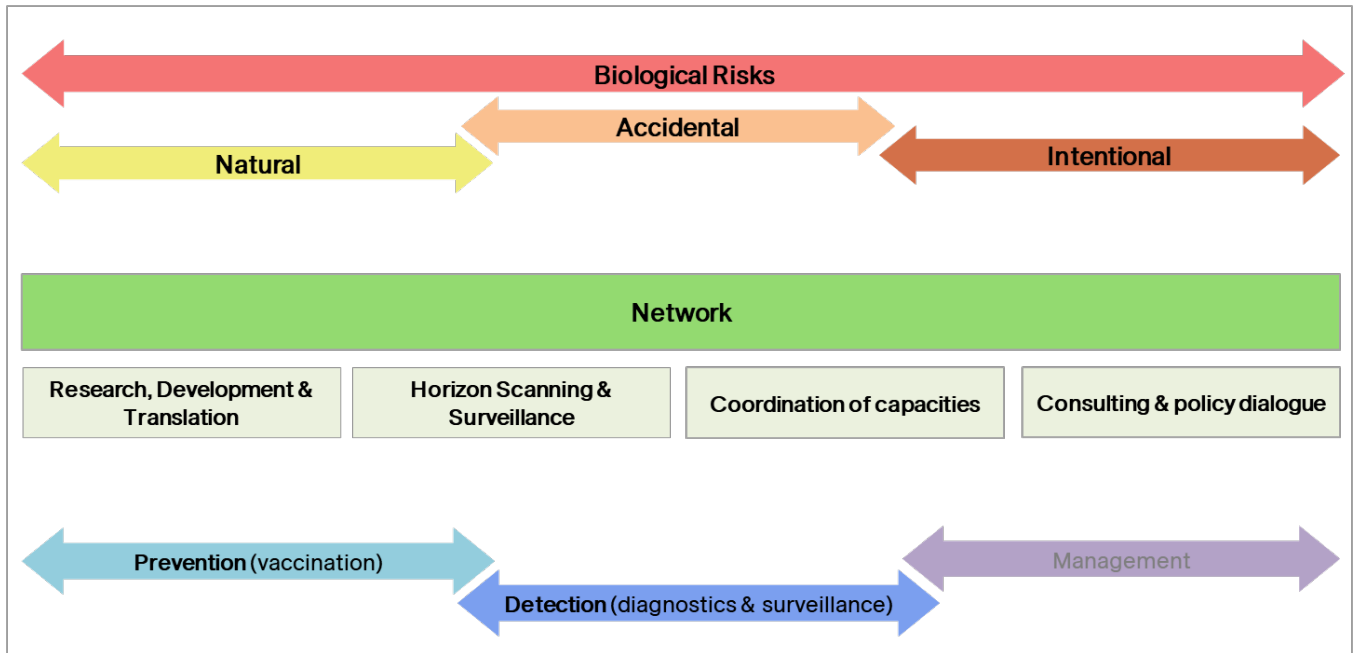 Biological Risks
Accidental
Natural
Intentional
Network
Research, Development &
Translation
Horizon Scanning &
Surveillance
Coordination of capacities
Consulting & policy dialogue
Prevention (vaccination)
Management
Detection (diagnostics & surveillance)